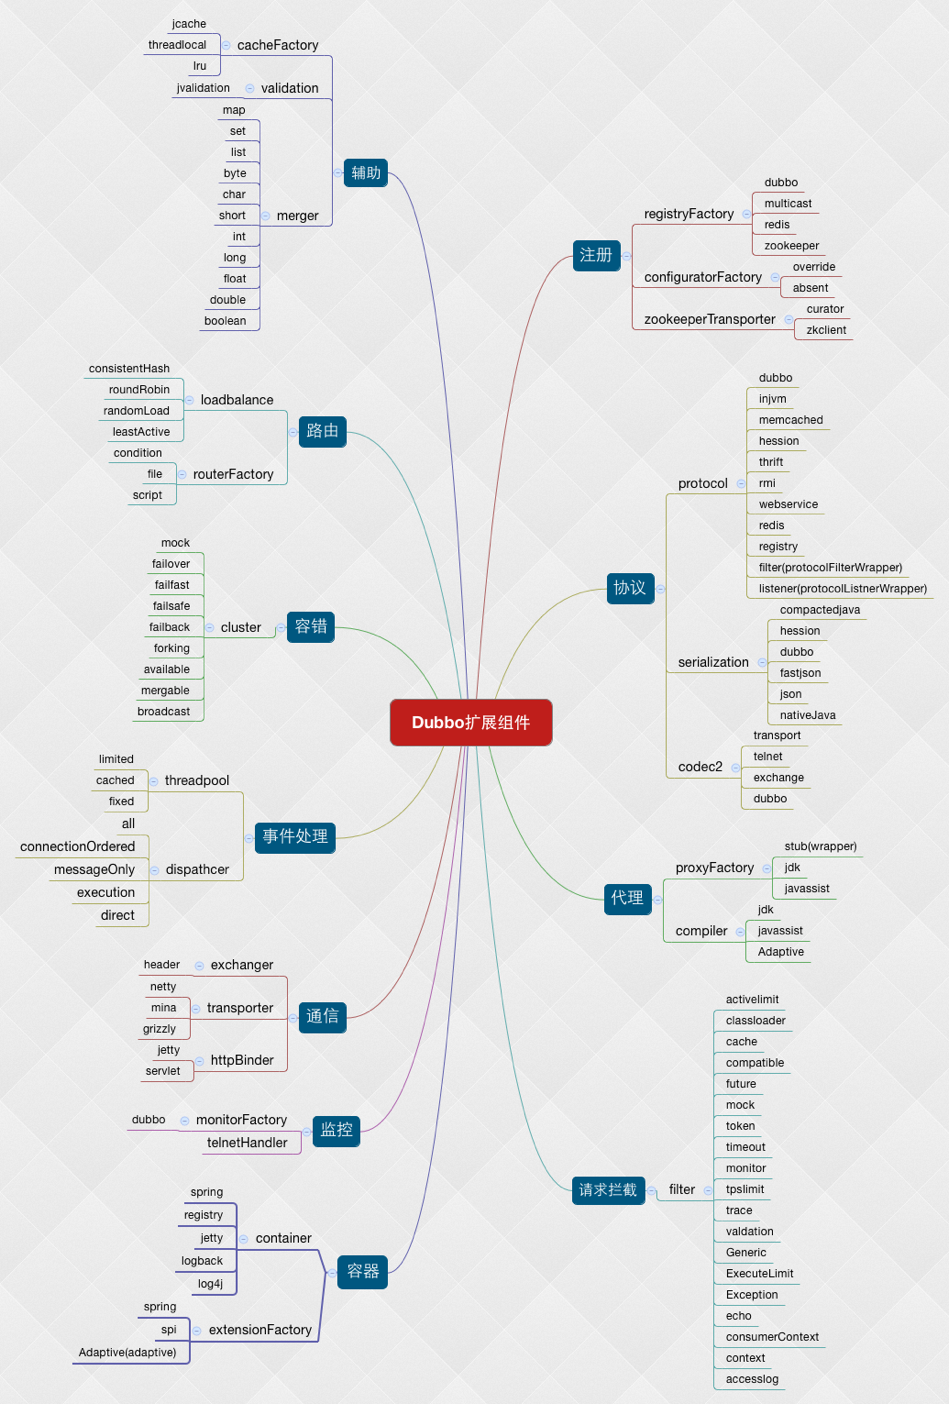 Dubbo扩展组件
辅助
cacheFactory
jcache
threadlocal
lru
validation
jvalidation
merger
map
set
list
byte
char
short
int
long
float
double
boolean
路由
loadbalance
consistentHash
roundRobin
randomLoad
leastActive
routerFactory
condition
file
script
容错
cluster
mock
failover
failfast
failsafe
failback
forking
available
mergable
broadcast
事件处理
threadpool
limited
cached
fixed
dispathcer
all
connectionOrdered
messageOnly
execution
direct
通信
exchanger
header
transporter
netty
mina
grizzly
httpBinder
jetty
servlet
监控
monitorFactory
dubbo
telnetHandler
容器
container
spring
registry
jetty
logback
log4j
extensionFactory
spring
spi
Adaptive(adaptive)
注册
registryFactory
dubbo
multicast
redis
zookeeper
configuratorFactory
override
absent
zookeeperTransporter
curator
zkclient
协议
protocol
dubbo
injvm
memcached
hession
thrift
rmi
webservice
redis
registry
filter(protocolFilterWrapper)
listener(protocolListnerWrapper)
serialization
compactedjava
hession
dubbo
fastjson
json
nativeJava
codec2
transport
telnet
exchange
dubbo
代理
proxyFactory
stub(wrapper)
jdk
javassist
compiler
jdk
javassist
Adaptive
请求拦截
filter
activelimit
classloader
cache
compatible
future
mock
token
timeout
monitor
tpslimit
trace
valdation
Generic
ExecuteLimit
Exception
echo
consumerContext
context
accesslog